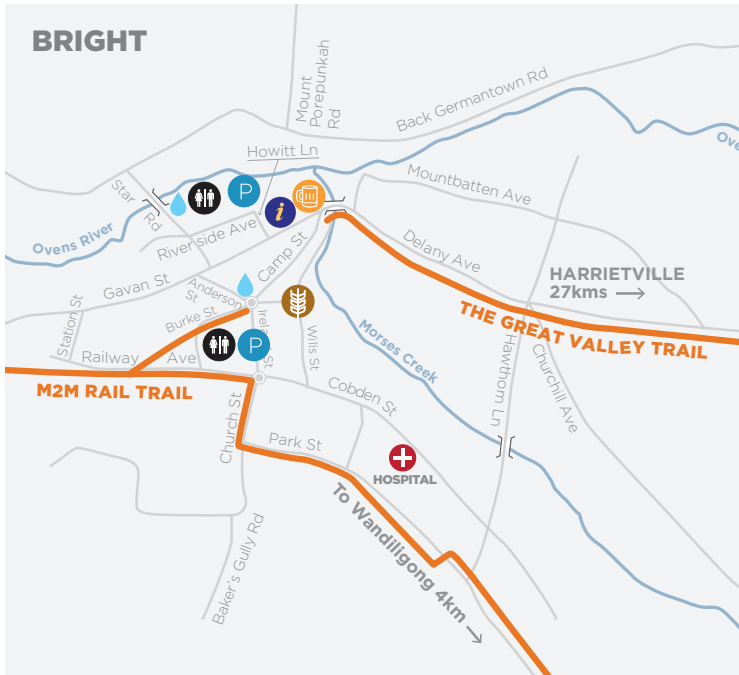 BRIGHT
Mount
Porepunkah
Rd
Back Germantown Rd
Ove
Howitt Ln
Mountbatten Ave
Star Rd
P
i
Riverside Ave
Ovens River
Camp St
Delany Ave
Gavan St
HARRIETVILLE
27kms
Anderson
St
THE GREAT VALLEY TRAIL
Station St
Burke St
P
Wills St
Morses Creek
Railway Ave
Hawthorn Ln
Churchill Ave
M2M RAIL TRAIL
Cobden St
Church St
Park St
HOSPITAL
To Wandiligong 4km
Baker's Gully Rd